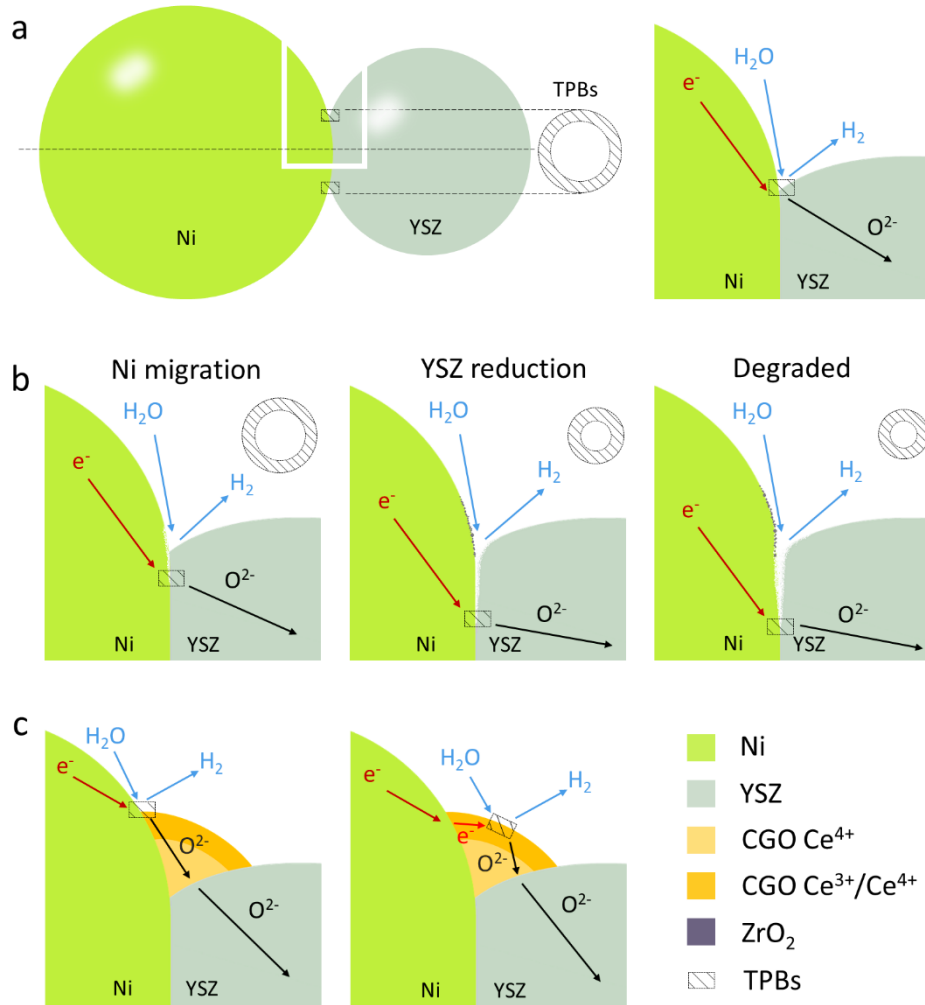 a
Ni
YSZ
TPBs
e⁻
H₂O
H₂
O²⁻
Ni
YSZ
b
Ni migration
H₂O
e⁻
H₂
O²⁻
Ni
YSZ
YSZ reduction
H₂O
e⁻
H₂
O²⁻
Ni
YSZ
Degraded
H₂O
e⁻
H₂
O²⁻
Ni
YSZ
c
H₂O
e⁻
H₂
O²⁻
O²⁻
Ni
YSZ
H₂O
e⁻
H₂
e⁻
O²⁻
O²⁻
Ni
YSZ
Ni
YSZ
CGO Ce⁴⁺
CGO Ce³⁺/Ce⁴⁺
ZrO₂
TPBs